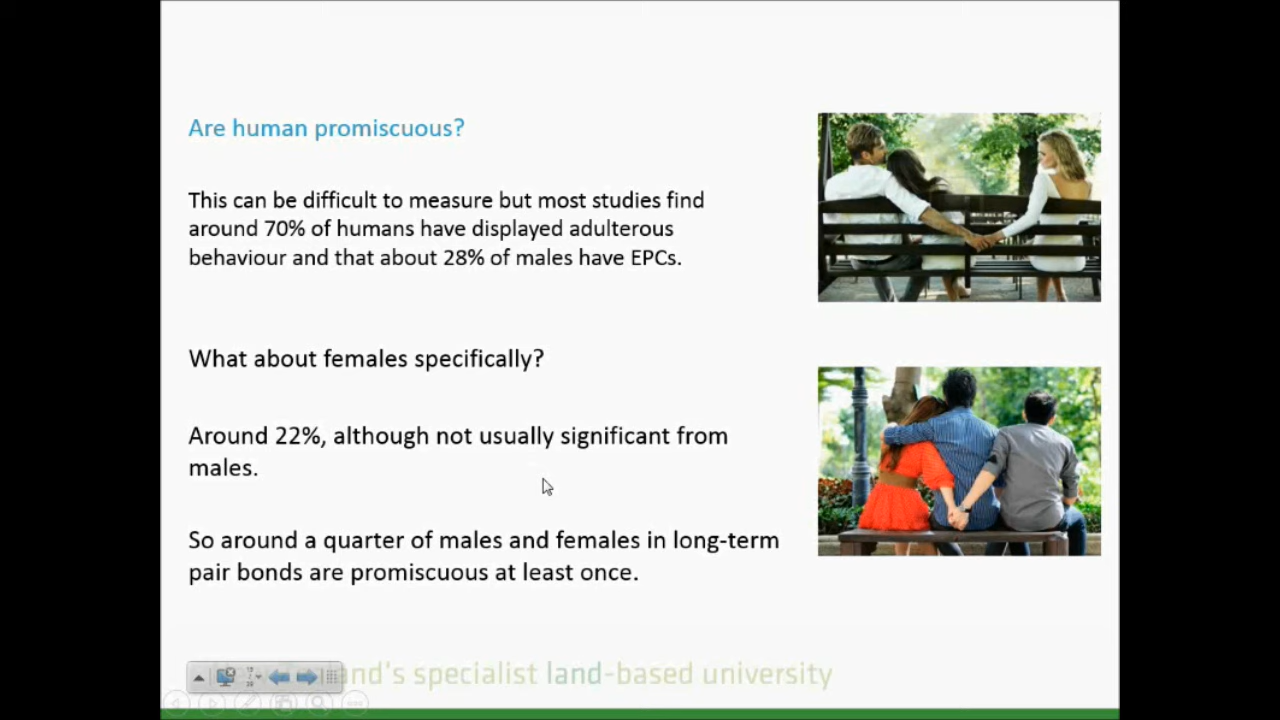 Are human promiscuous?
This can be difficult to measure but most studies find
around 70% of humans have displayed adulterous
behaviour and that about 28% of males have EPCs.
What about females specifically?
Around 22%, although not usually significant from
males.
So around a quarter of males and females in long-term
pair bonds are promiscuous at least once.
specialist land-based university